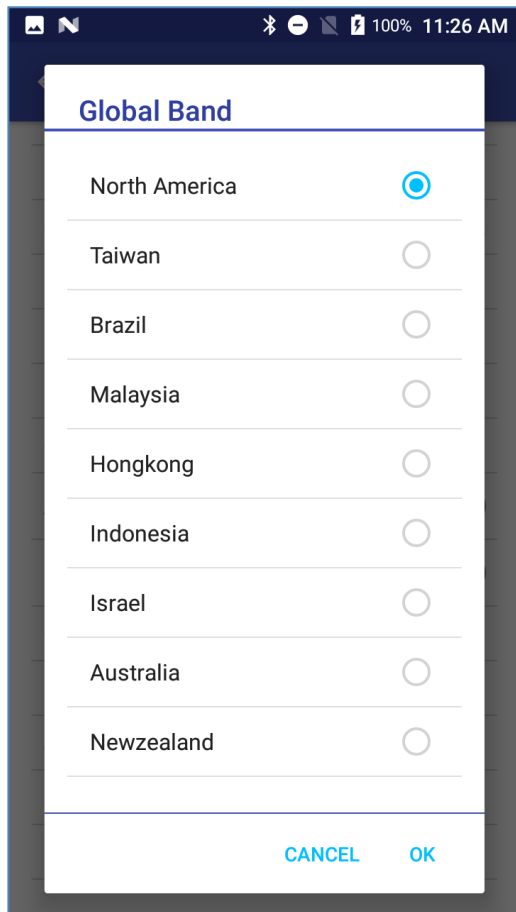 100% 11:26 AM
Global Band
North America
Taiwan
Brazil
Malaysia
Hongkong
Indonesia
Israel
Australia
Newzealand
CANCEL OK